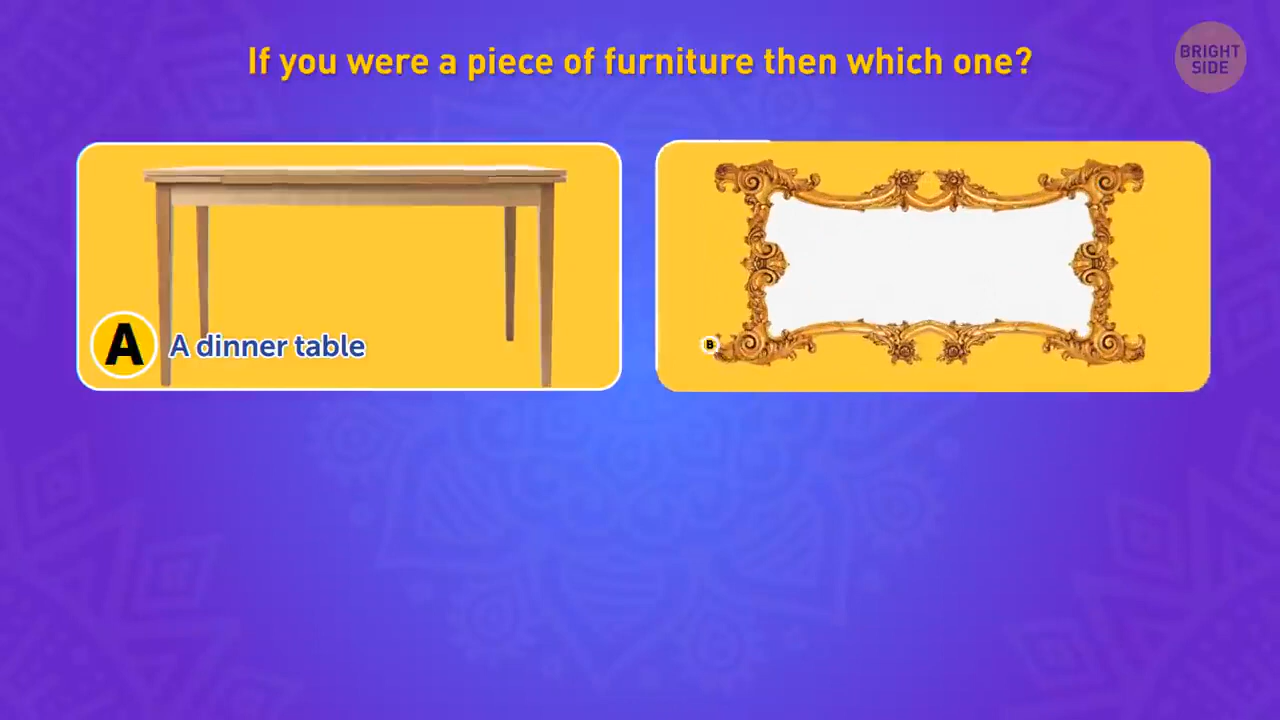 If you were a piece of furniture then which one?
BRIGHT
SIDE
A
A dinner table
B